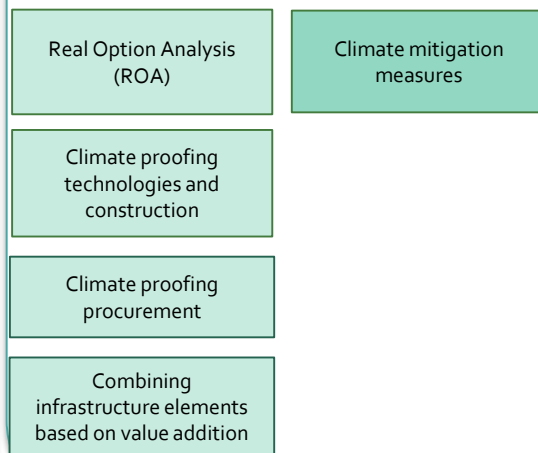 Real Option Analysis
(ROA)
Climate mitigation
measures
Climate proofing
technologies and
construction
Climate proofing
procurement
Combining
infrastructure elements
based on value addition